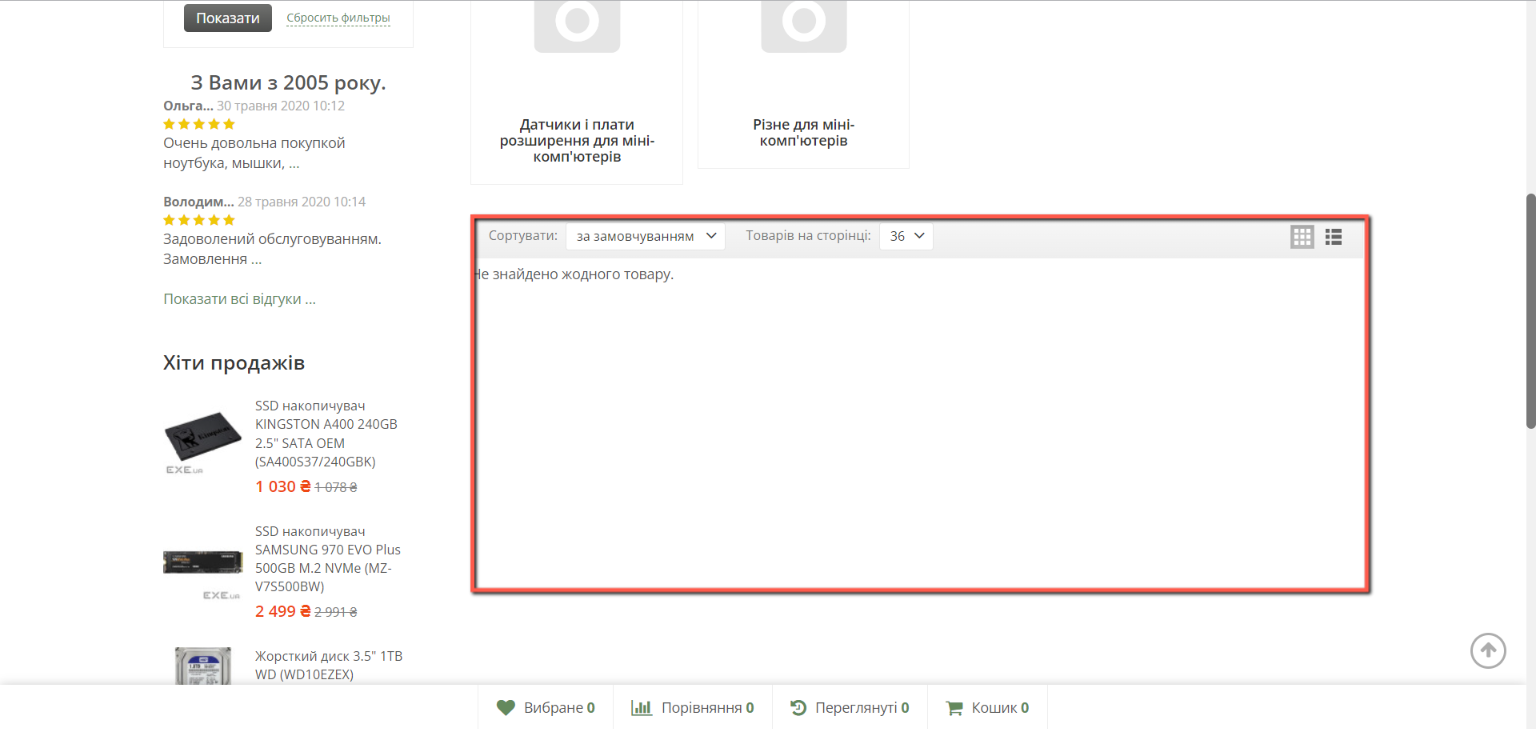 Показати Сбросить фильтры
З Вами з 2005 року.
Ольга... 30 травня 2020 10:12
Очень довольна покупкой
ноутбука, мышки, ...
Володим... 28 травня 2020 10:14
Задоволений обслуговуванням.
Замовлення ...
Показати всі відгуки ...
Хіти продажів
SSD накопичувач
KINGSTON A400 240GB
2.5" SATA OEM
(SA400S37/240GBK)
EXE.ua
1 030 ₴ 1 078 ₴
SSD накопичувач
SAMSUNG 970 EVO Plus
500GB M.2 NVMe (MZ-
V7S500BW)
EXE.ua
2 499 ₴ 2 991 ₴
Жорсткий диск 3.5" 1TB
WD (WD10EZEX)
Датчики і плати
розширення для міні-
комп'ютерів
Різне для міні-
комп'ютерів
Сортувати: за замовчуванням Товарів на сторінці: 36
Не знайдено жодного товару.
Вибране 0 Порівняння 0 Переглянуті 0 Кошик 0